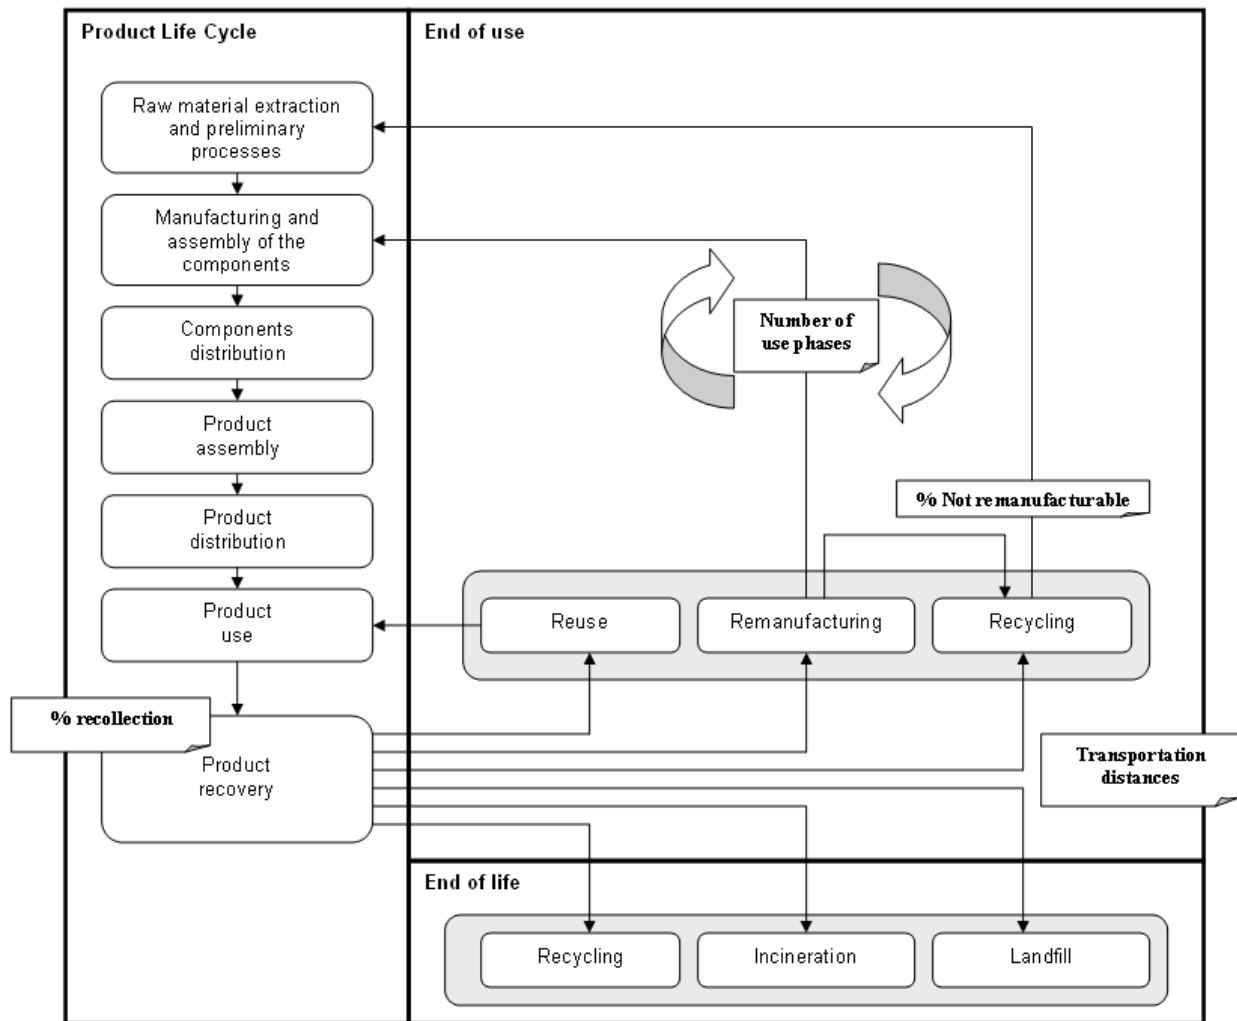 Product Life Cycle
Raw material extraction
and preliminary
processes
Manufacturing and
assembly of the
components
Components
distribution
Product
assembly
Product
distribution
Product
use
% recollection
Product
recovery
End of use
Number of
use phases
% Not remanufacturable
Reuse
Remanufacturing
Recycling
Transportation
distances
End of life
Recycling
Incineration
Landfill